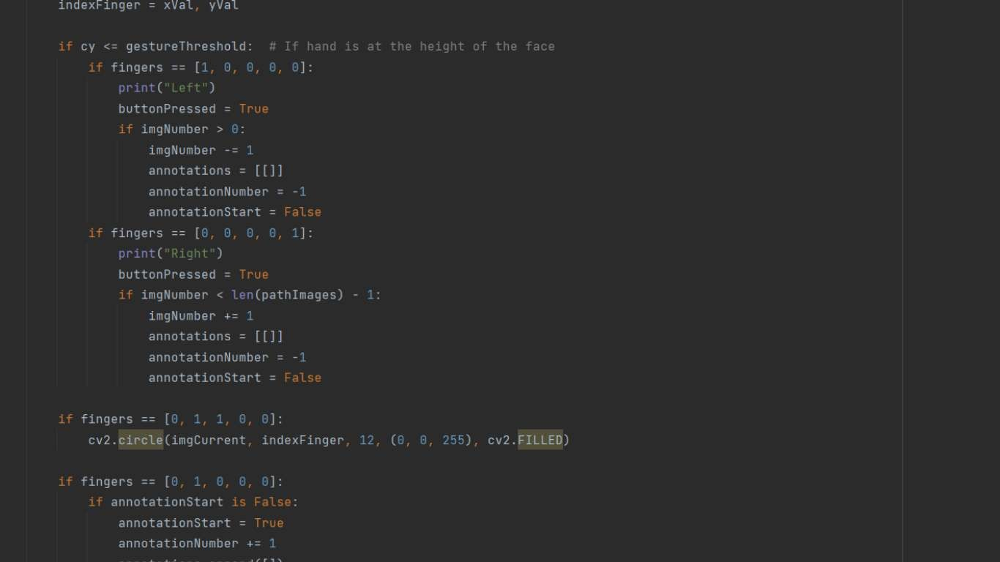 indexFinger = xVal, yVal
if cy <= gestureThreshold:  # If hand is at the height of the face
if fingers == [1, 0, 0, 0, 0]:
print("Left")
buttonPressed = True
if imgNumber > 0:
imgNumber -= 1
annotations = [[]]
annotationNumber = -1
annotationStart = False
if fingers == [0, 0, 0, 0, 1]:
print("Right")
buttonPressed = True
if imgNumber < len(pathImages) - 1:
imgNumber += 1
annotations = [[]]
annotationNumber = -1
annotationStart = False
if fingers == [0, 1, 1, 0, 0]:
cv2.circle(imgCurrent, indexFinger, 12, (0, 0, 255), cv2.FILLED)
if fingers == [0, 1, 0, 0, 0]:
if annotationStart is False:
annotationStart = True
annotationNumber += 1